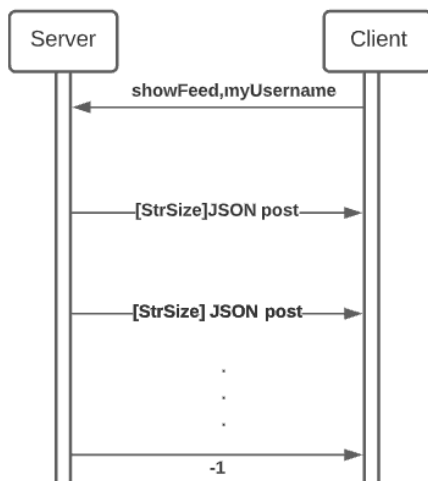 Server
Client
showFeed,myUsername
[StrSize]JSON post
[StrSize] JSON post
.
.
.
-1